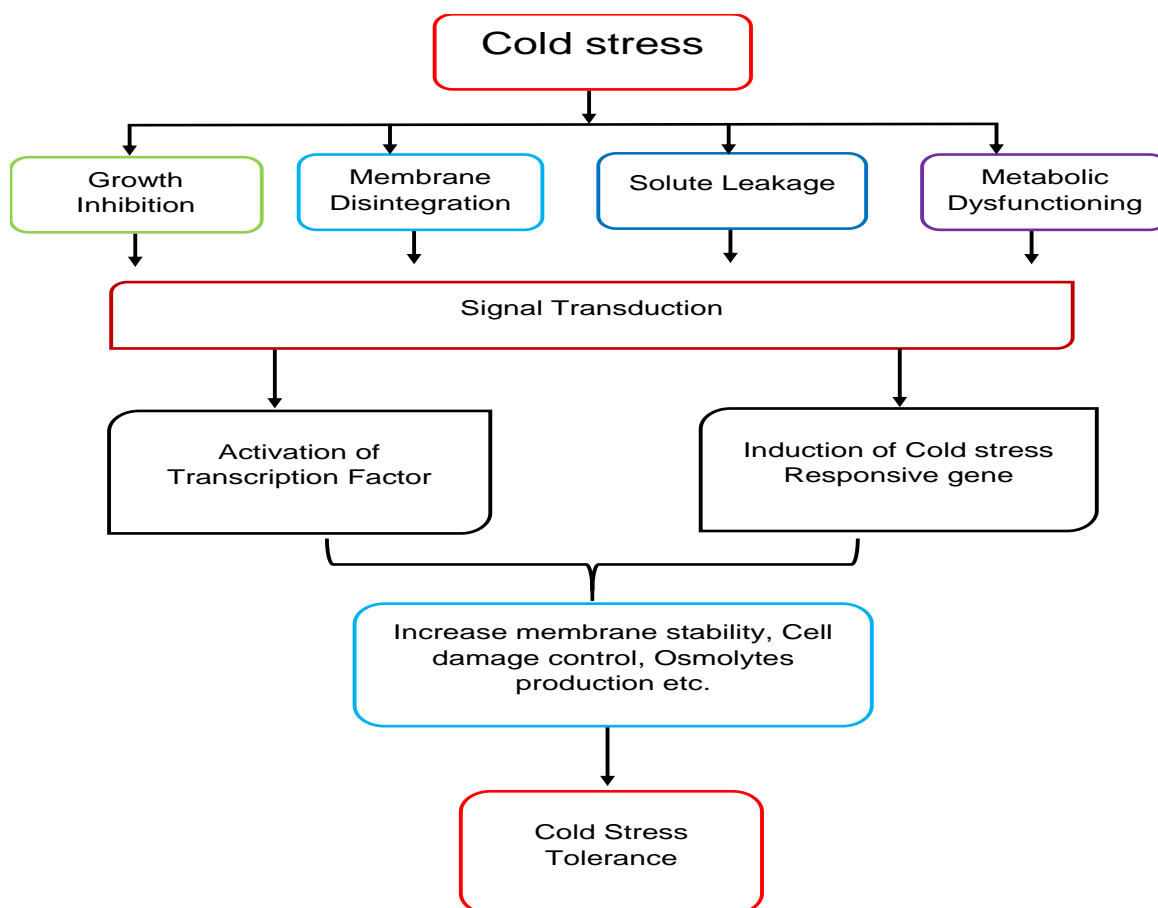 Cold stress
Growth
Inhibition
Membrane
Disintegration
Solute Leakage
Metabolic
Dysfunctioning
Signal Transduction
Activation of
Transcription Factor
Induction of Cold stress
Responsive gene
Increase membrane stability, Cell
damage control, Osmolytes
production etc.
Cold Stress
Tolerance